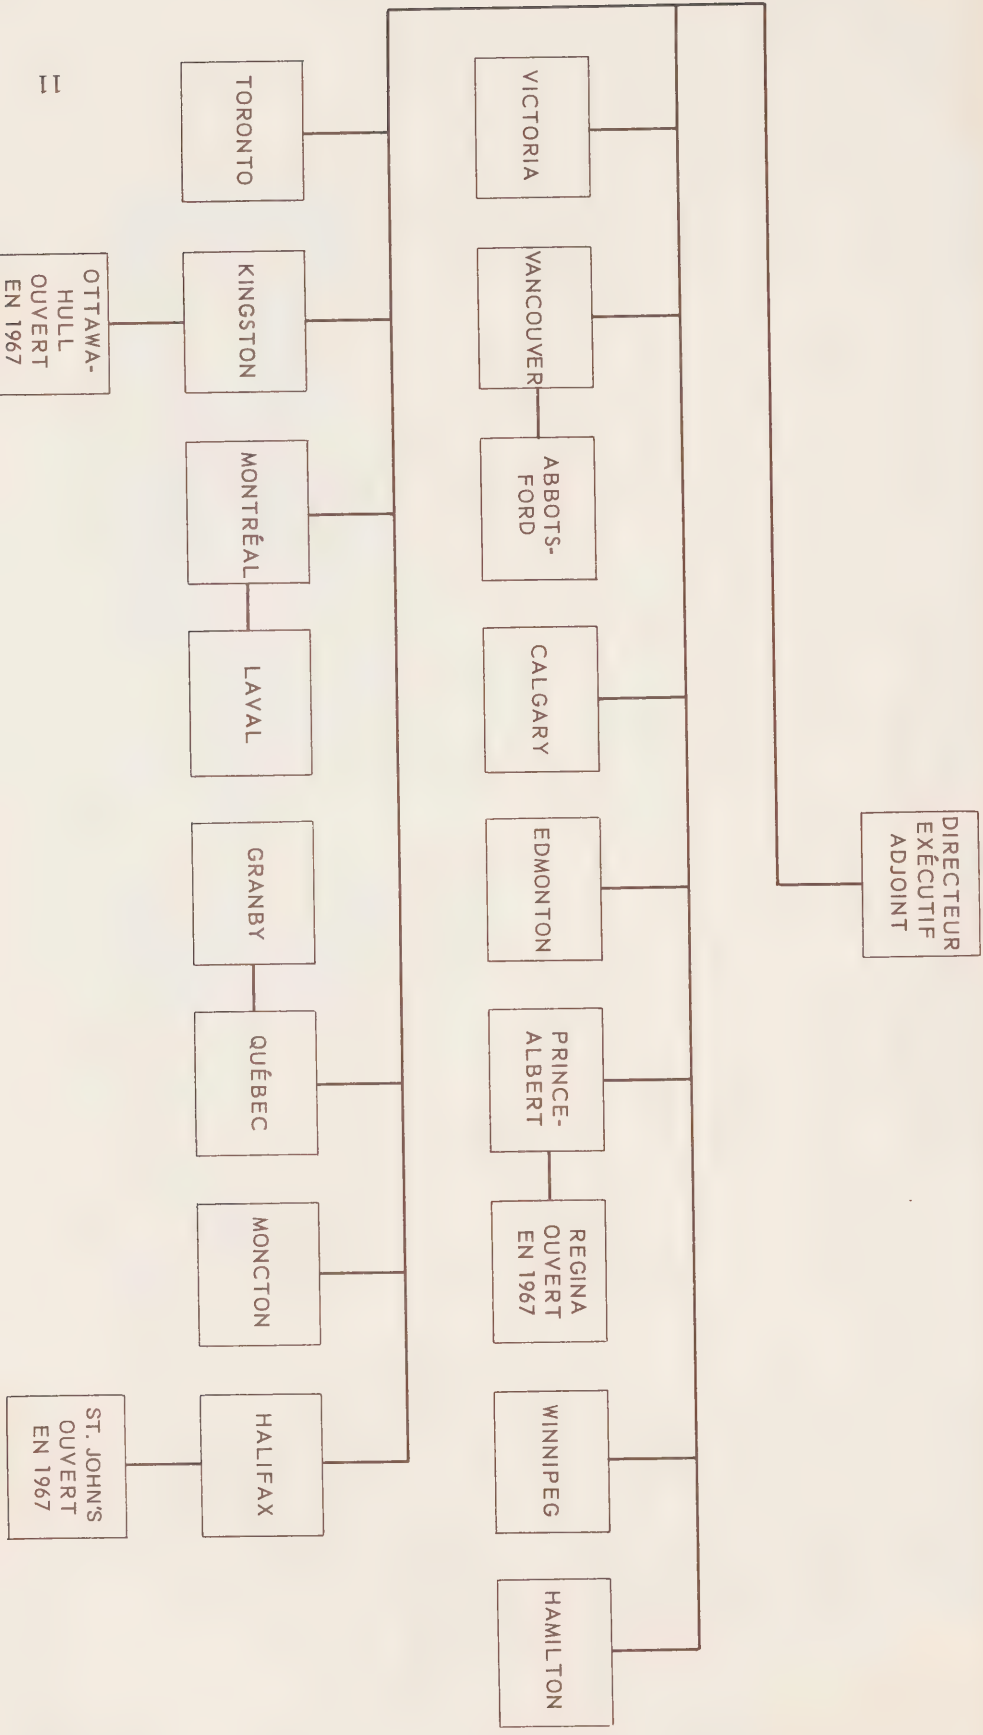 DIRECTEUR
EXÉCUTIF
ADJOINT
VICTORIA
VANCOUVER
ABBOTS-
FORD
CALGARY
EDMONTON
PRINCE-
ALBERT
REGINA
OUVERT
EN 1967
WINNIPEG
HAMILTON
TORONTO
KINGSTON
MONTRÉAL
LAVAL
GRANBY
QUÉBEC
MONCTON
HALIFAX
OTTAWA-
HULL
OUVERT
EN 1967
ST. JOHN'S
OUVERT
EN 1967
11